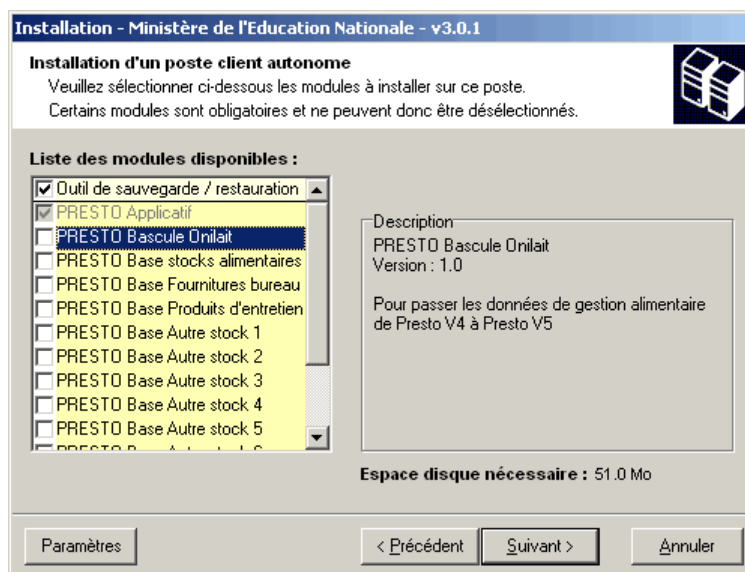 Installation - Ministère de l'Education Nationale - v3.0.1
Installation d'un poste client autonome
Veuillez sélectionner ci-dessous les modules à installer sur ce poste.
Certains modules sont obligatoires et ne peuvent donc être désélectionnés.
Liste des modules disponibles :
Outil de sauvegarde / restauration
PRESTO Applicatif
PRESTO Bascule Onilait
PRESTO Base stocks alimentaires
PRESTO Base Fournitures bureau
PRESTO Base Produits d'entretien
PRESTO Base Autre stock 1
PRESTO Base Autre stock 2
PRESTO Base Autre stock 3
PRESTO Base Autre stock 4
PRESTO Base Autre stock 5
Description
PRESTO Bascule Onilait
Version : 1.0
Pour passer les données de gestion alimentaire
de Presto V4 à Presto V5
Espace disque nécessaire : 51.0 Mo
Paramètres
< Précédent
Suivant >
Annuler